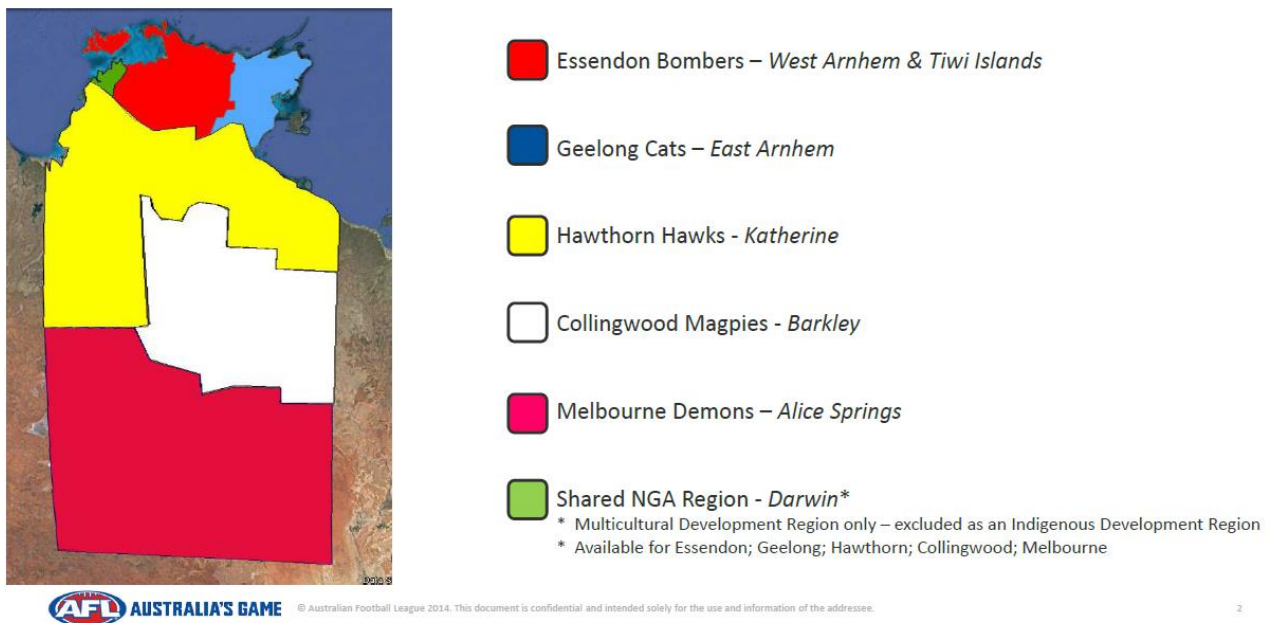 Essendon Bombers – West Arnhem & Tiwi Islands
Geelong Cats – East Arnhem
Hawthorn Hawks - Katherine
Collingwood Magpies - Barkley
Melbourne Demons – Alice Springs
Shared NGA Region - Darwin*
* Multicultural Development Region only – excluded as an Indigenous Development Region
* Available for Essendon; Geelong; Hawthorn; Collingwood; Melbourne
AFL AUSTRALIA'S GAME
© Australian Football League 2014. This document is confidential and intended solely for the use and information of the addressee.
2